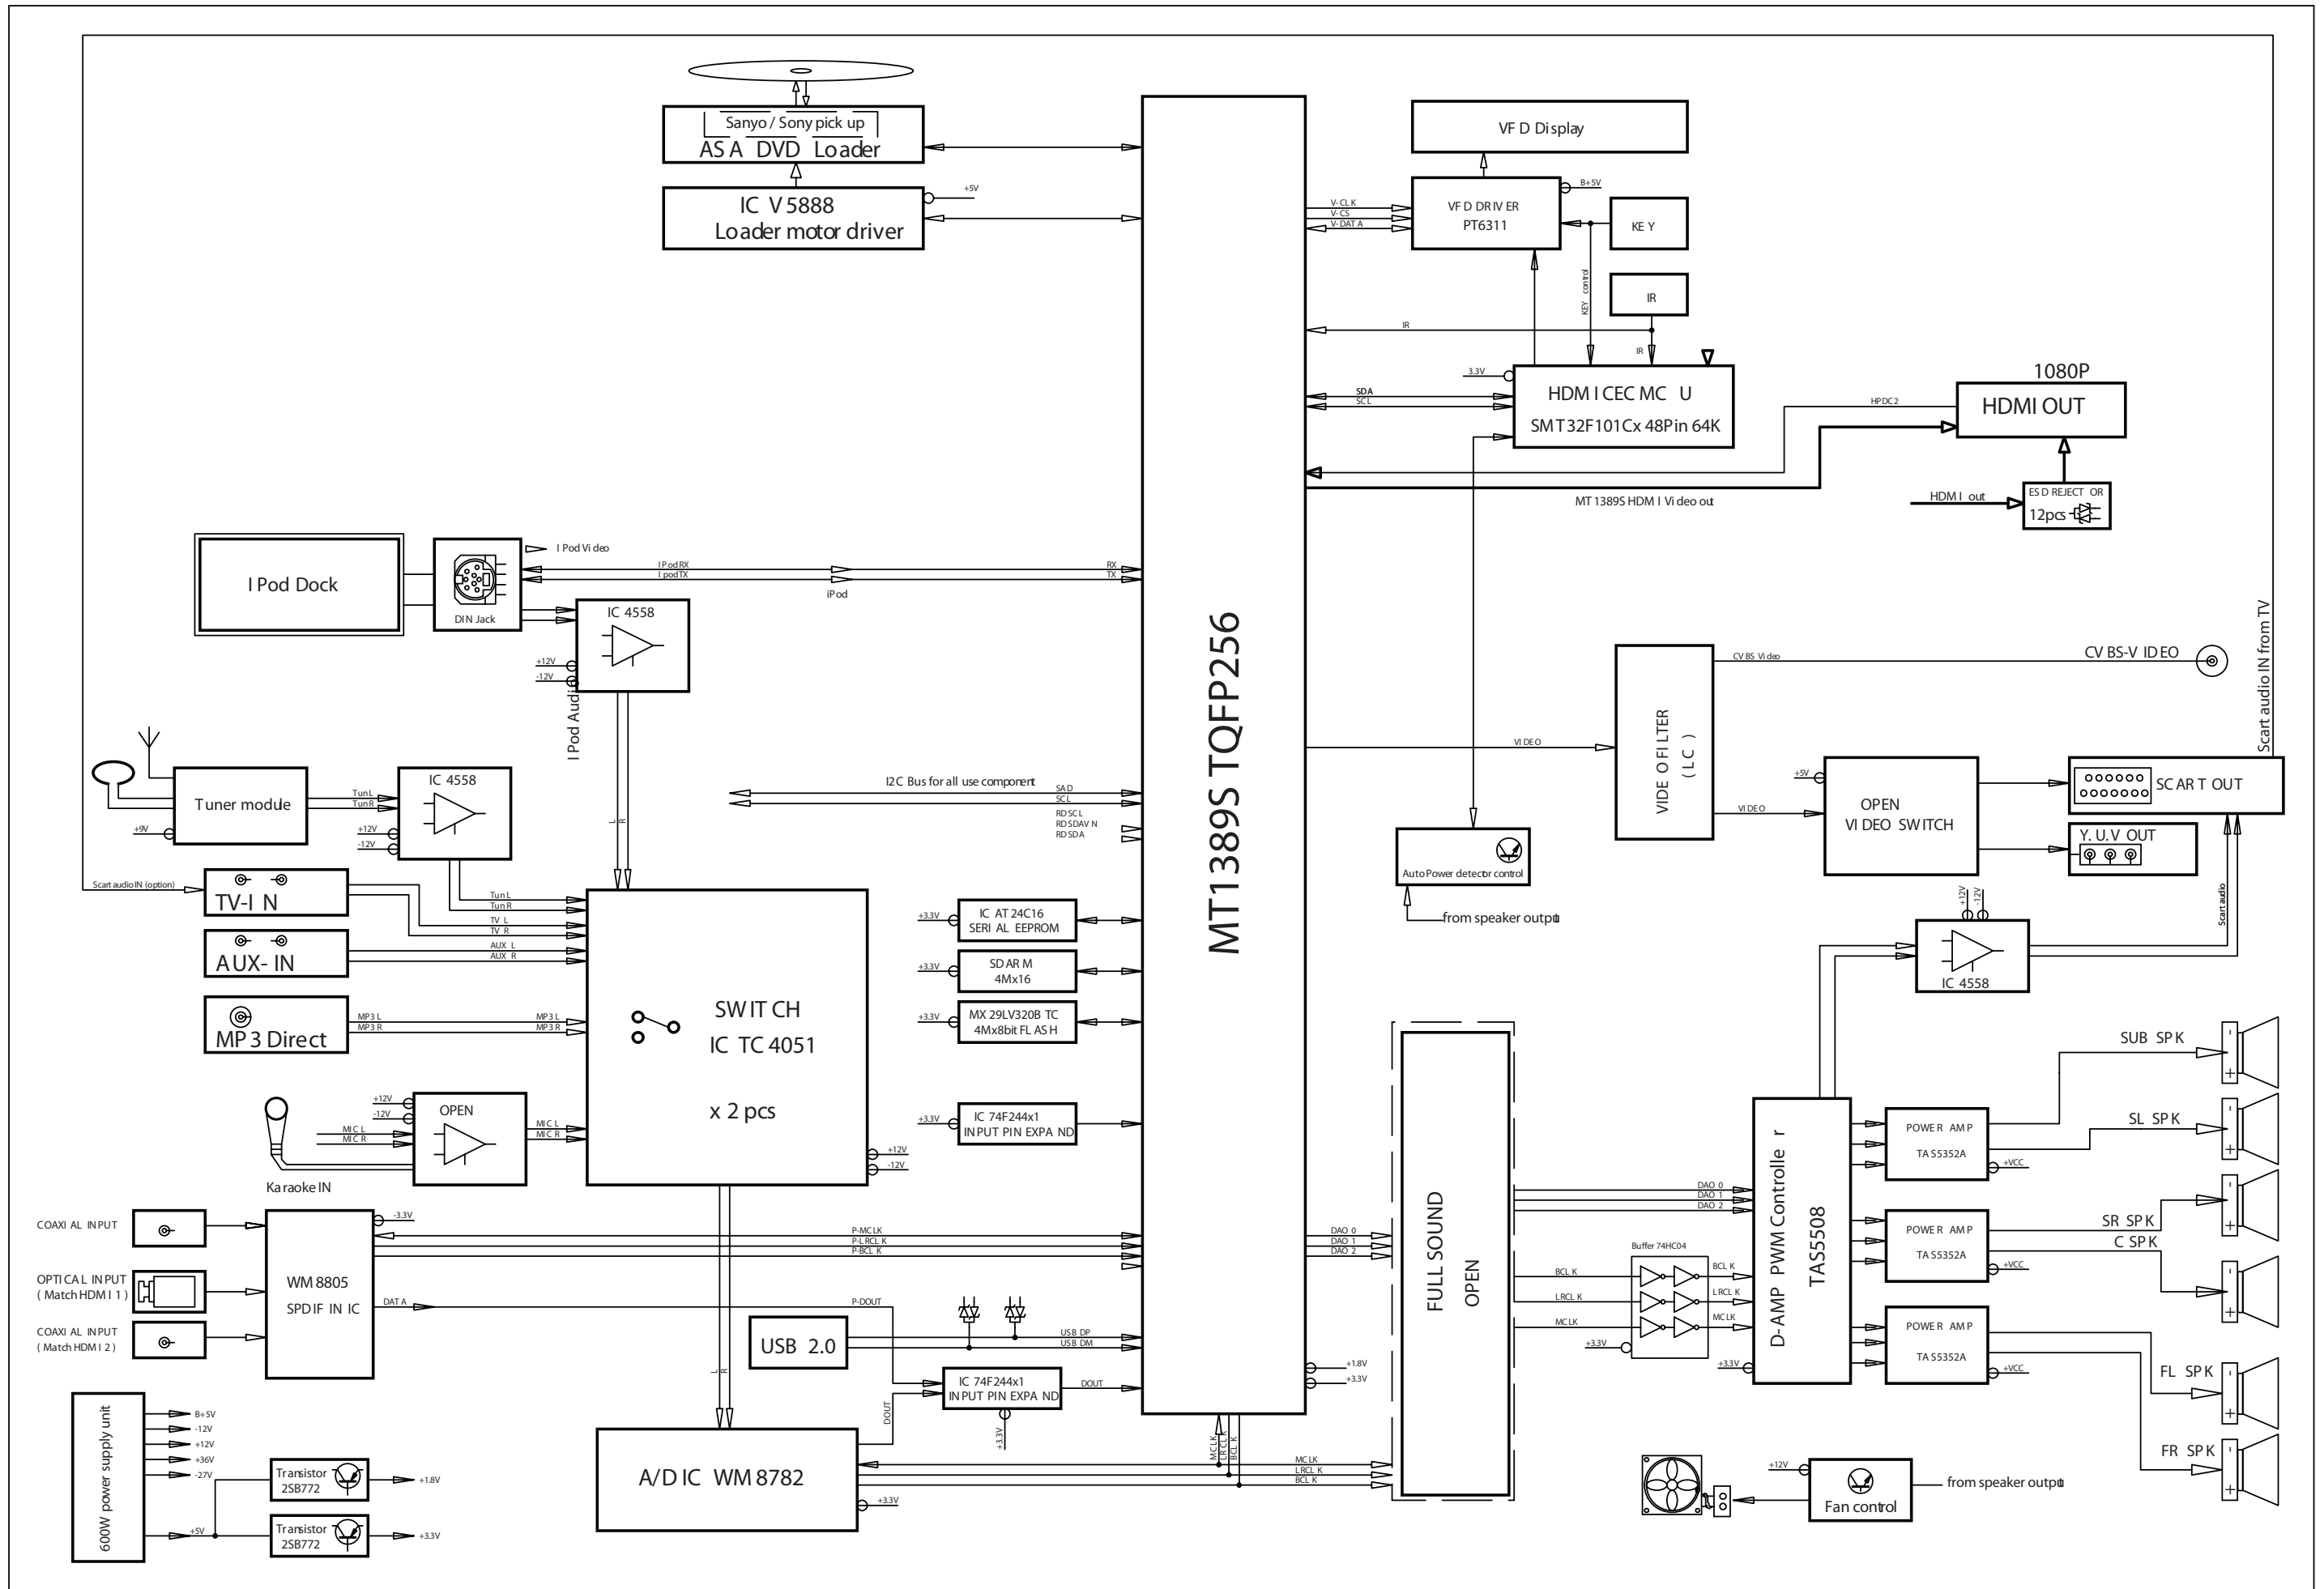 Sanyo / Sony pick up
ASA DVD Loader
IC V5888
Loader motor driver
+5V
VFD Display
VFD DRIVER
PT6311
B+5V
KEY
V-CLK
V-CS
V-DATA
KEY control
IR
IR
IR
3.3V
HDMI CEC MCU
SMT32F101Cx 48Pin 64K
SDA
SCL
1080P
HDMI OUT
HPDC2
MT1389S HDMI Video out
HDMI out
ESD REJECTOR
12pcs
I Pod Dock
DIN Jack
I Pod Video
IPodRX
IpodTX
iPod
RX
TX
IC 4558
+12V
-12V
I Pod Audio
L
R
MT1389S TQFP256
Scart audio IN from TV
VIDEO
VIDEO FILTER
(LC)
CVBS Video
CVBS-VIDEO
VIDEO
+5V
OPEN
VIDEO SWITCH
SCART OUT
Y.U.V OUT
Tuner module
+9V
TunL
TunR
IC 4558
+12V
-12V
I2C Bus for all use component
SAD
SCL
RDSCL
RDSDAVN
RDSDA
Auto Power detector control
from speaker output
Scart audioIN (option)
TV-IN
AUX-IN
MP3 Direct
TunL
TunR
TV L
TV R
AUX L
AUX R
MP3 L
MP3 R
MP3 L
MP3 R
SWITCH
IC TC4051
x 2 pcs
+12V
-12V
+3.3V
IC AT24C16
SERIAL EEPROM
+3.3V
SDARM
4Mx16
+3.3V
MX29LV320BTC
4Mx8bit FLASH
+3.3V
IC 74F244x1
INPUT PIN EXPAND
+12V
-12V
IC 4558
Scart audio
+12V
-12V
OPEN
MIC L
MIC R
MIC L
MIC R
Karaoke IN
COAXIAL INPUT
OPTICAL INPUT
(Match HDMI 1)
COAXIAL INPUT
(Match HDMI 2)
WM8805
SPDIF IN IC
-3.3V
P-MCLK
P-LRCLK
P-BCLK
DATA
P-DOUT
USB 2.0
USB DP
USB DM
IC 74F244x1
INPUT PIN EXPAND
DOUT
DOUT
+3.3V
L
R
A/D IC WM8782
+3.3V
MCLK
LRCLK
BCLK
MCLK
LRCLK
BCLK
+1.8V
+3.3V
DAO 0
DAO 1
DAO 2
FULL SOUND
OPEN
DAO 0
DAO 1
DAO 2
Buffer 74HC04
BCLK
LRCLK
MCLK
BCLK
LRCLK
MCLK
+3.3V
+3.3V
D-AMP PWM Controller
TAS5508
POWER AMP
TAS5352A
+VCC
POWER AMP
TAS5352A
+VCC
POWER AMP
TAS5352A
+VCC
SUB SPK
SL SPK
SR SPK
C SPK
FL SPK
FR SPK
- +
- +
- +
- +
- +
- +
600W power supply unit
B+5V
-12V
+12V
+36V
-27V
+5V
Transistor
2SB772
+1.8V
Transistor
2SB772
+3.3V
+12V
Fan control
from speaker output